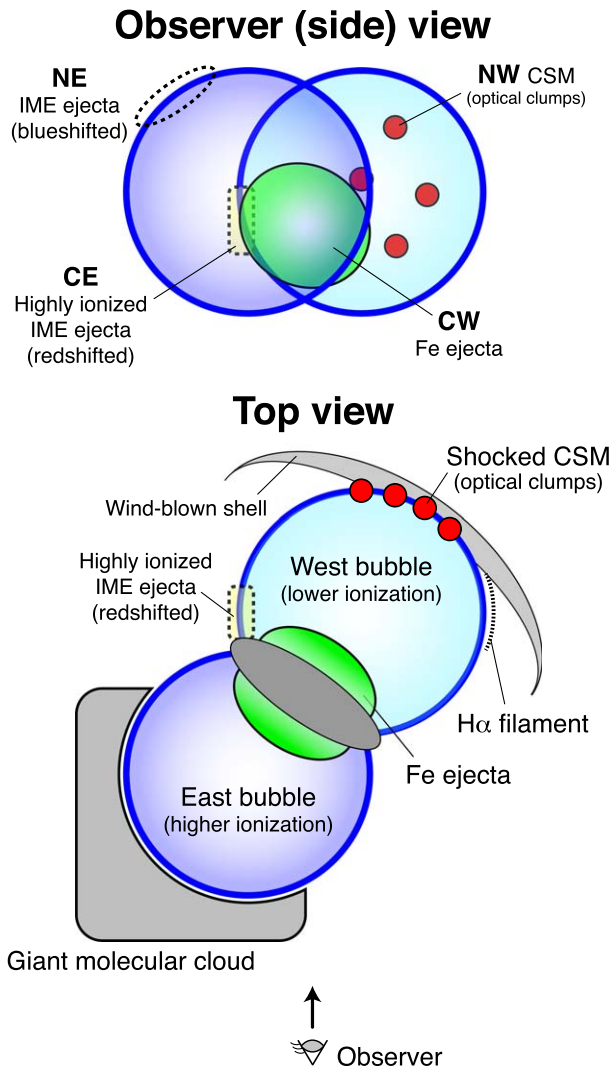 Observer (side) view
NE
IME ejecta
(blueshifted)
NW CSM
(optical clumps)
CE
Highly ionized
IME ejecta
(redshifted)
CW
Fe ejecta
Top view
Shocked CSM
(optical clumps)
Wind-blown shell
Highly ionized
IME ejecta
(redshifted)
West bubble
(lower ionization)
Hα filament
Fe ejecta
East bubble
(higher ionization)
Giant molecular cloud
Observer